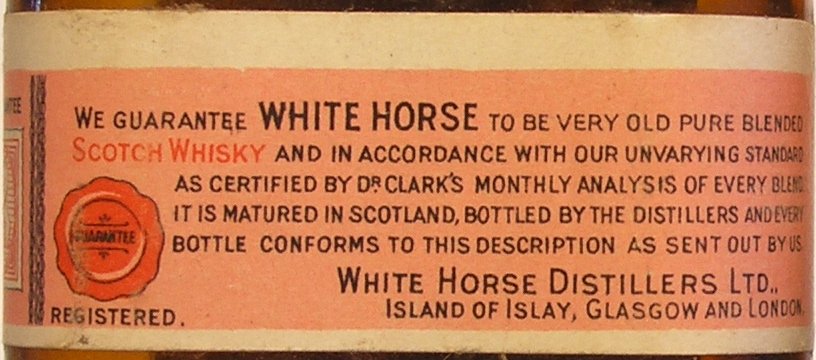 WE GUARANTEE WHITE HORSE TO BE VERY OLD PURE BLENDED
SCOTCH WHISKY AND IN ACCORDANCE WITH OUR UNVARYING STANDARD
AS CERTIFIED BY DR. CLARK'S MONTHLY ANALYSIS OF EVERY BLEND.
IT IS MATURED IN SCOTLAND, BOTTLED BY THE DISTILLERS AND EVERY
BOTTLE CONFORMS TO THIS DESCRIPTION AS SENT OUT BY US
GUARANTEE
WHITE HORSE DISTILLERS LTD.,
ISLAND OF ISLAY, GLASGOW AND LONDON.
REGISTERED.